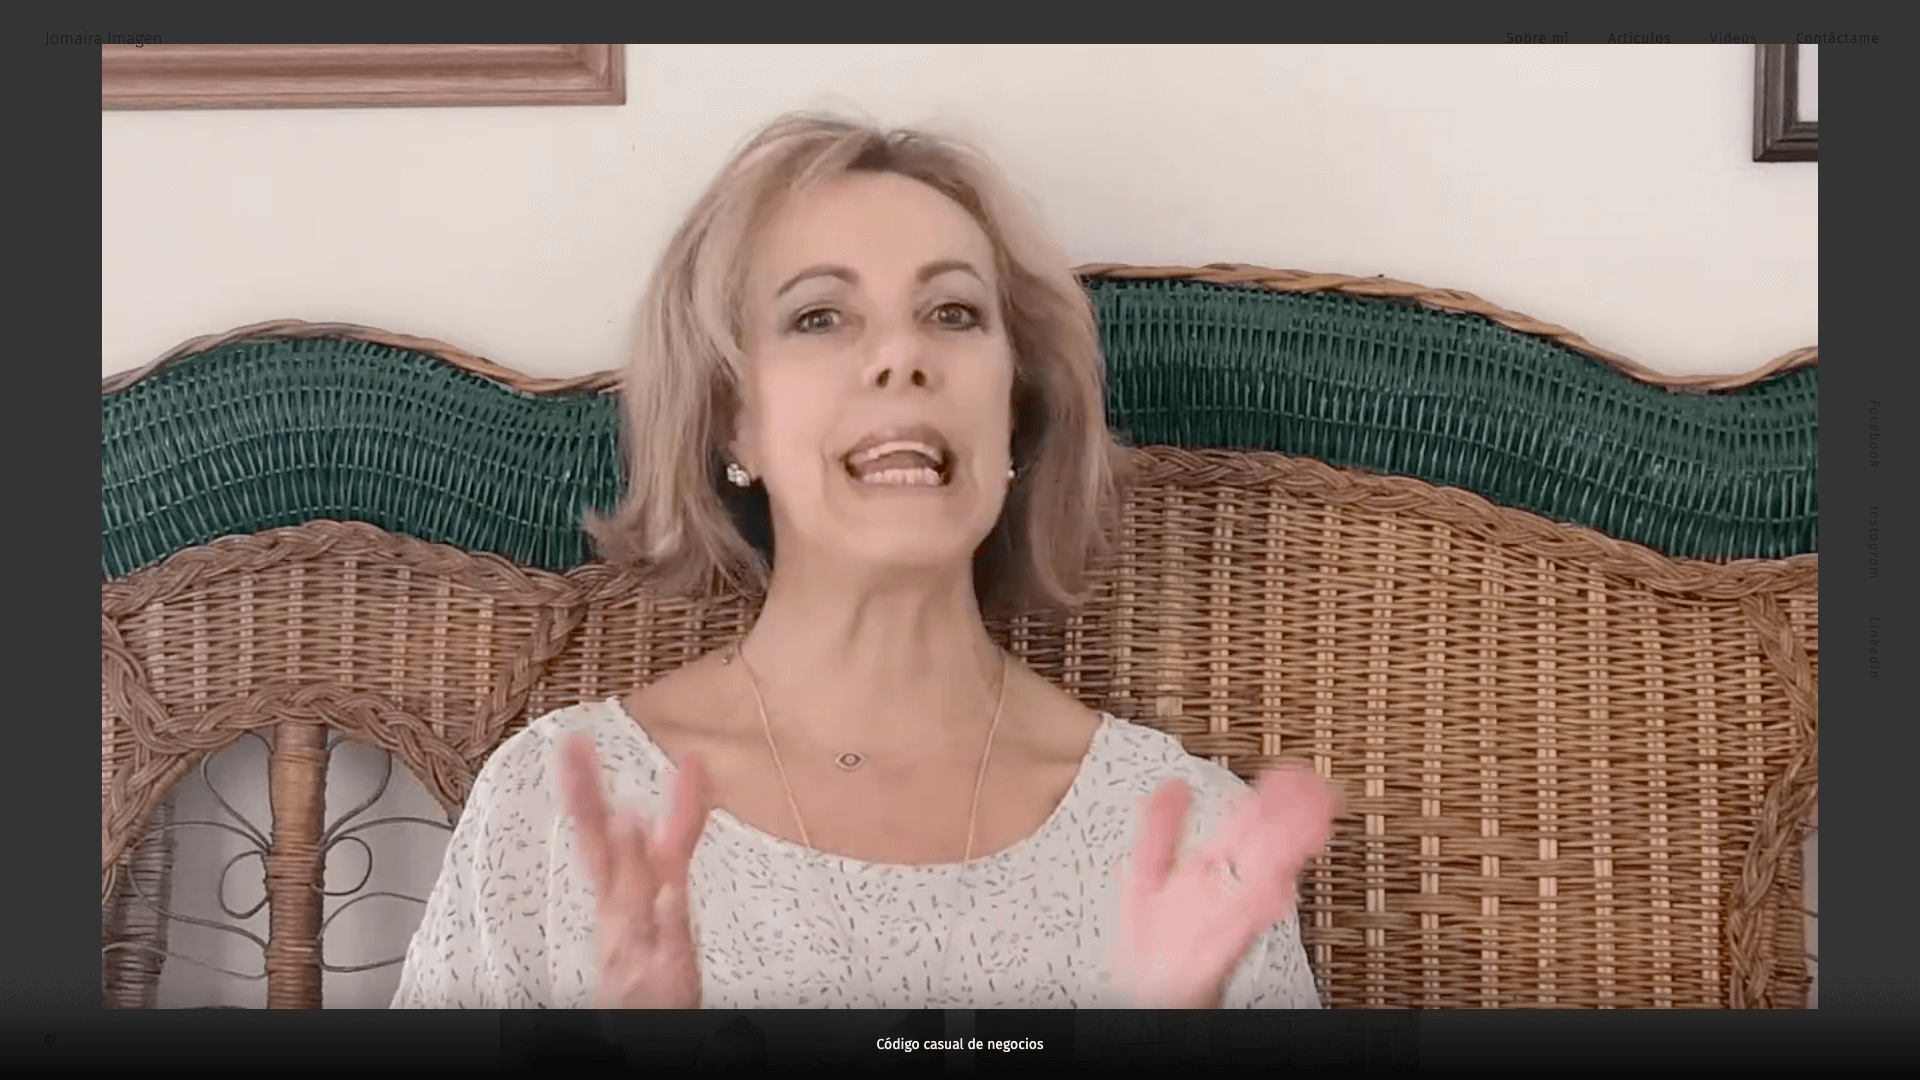 Jomaira Imagen
Sobre mí
Artículos
Videos
Contáctame
Facebook
Instagram
LinkedIn
©
Código casual de negocios